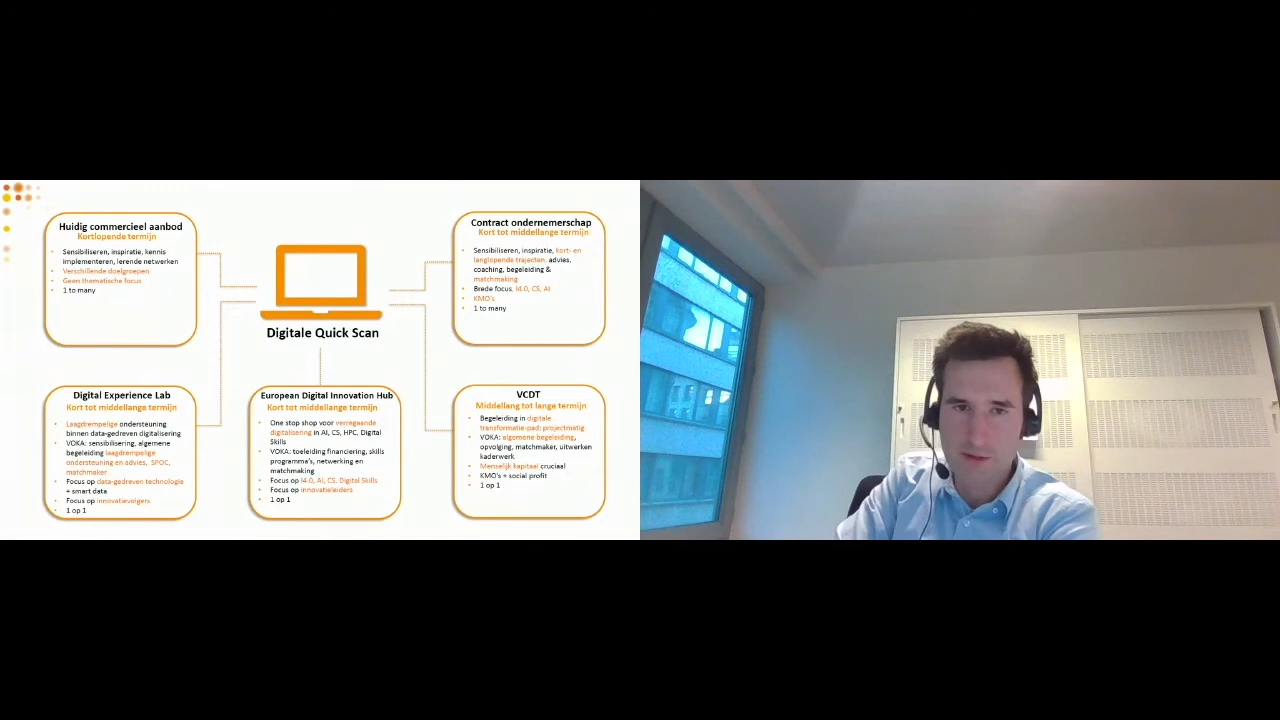 Huidig commercieel aanbod
Kortlopende termijn
Sensibiliseren, inspiratie, kennis
implementeren, lerende netwerken
Verschillende doelgroepen
Geen thematische focus
1 to many
Contract ondernemerschap
Kort tot middellange termijn
Sensibiliseren, inspiratie, kort- en
langlopende trajecten, advies,
coaching, begeleiding &
matchmaking
Brede focus, I4.0, CS, AI
KMO's
1 to many
Digitale Quick Scan
Digital Experience Lab
Kort tot middellange termijn
Laagdrempelige ondersteuning
binnen data-gedreven digitalisering
VOKA: sensibilisering, algemene
begeleiding laagdrempelige
ondersteuning en advies, SPOC,
matchmaker
Focus op data-gedreven technologie
+ smart data
Focus op innovatievolgers
1 op 1
European Digital Innovation Hub
Kort tot middellange termijn
One stop shop voor verregaande
digitalisering in AI, CS, HPC, Digital
Skills
VOKA: toeleiding financiering, skills
programma's, netwerking en
matchmaking
Focus op I4.0, AI, CS, Digital Skills
Focus op innovatieleiders
1 op 1
VCDT
Middellang tot lange termijn
Begeleiding in digitale
transformatie-pad; projectmatig
VOKA: algemene begeleiding,
opvolging, matchmaker, uitwerken
kaderwerk
Menselijk kapitaal cruciaal
KMO's + social profit
1 op 1